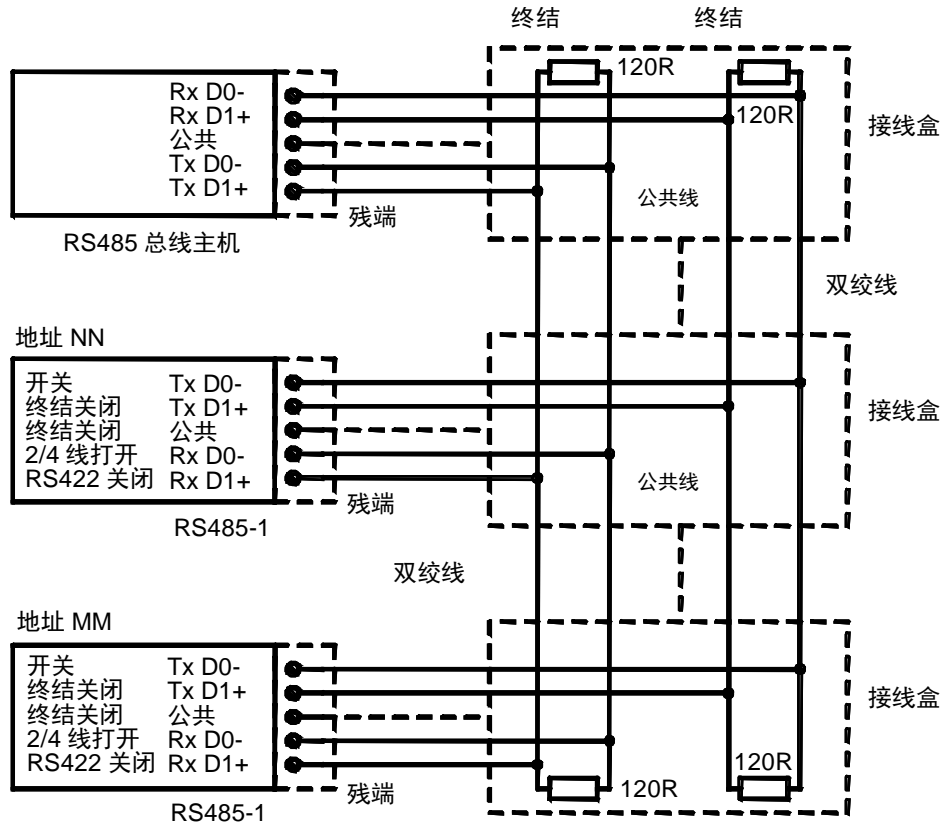 终结
终结
120R
120R
Rx D0-
Rx D1+
公共
Tx D0-
Tx D1+
接线盒
公共线
残端
RS485 总线主机
双绞线
地址 NN
开关 Tx D0-
终结关闭 Tx D1+
终结关闭 公共
2/4 线打开 Rx D0-
RS422 关闭 Rx D1+
接线盒
公共线
残端
RS485-1
双绞线
地址 MM
开关 Tx D0-
终结关闭 Tx D1+
终结关闭 公共
2/4 线打开 Rx D0-
RS422 关闭 Rx D1+
接线盒
120R
120R
残端
RS485-1